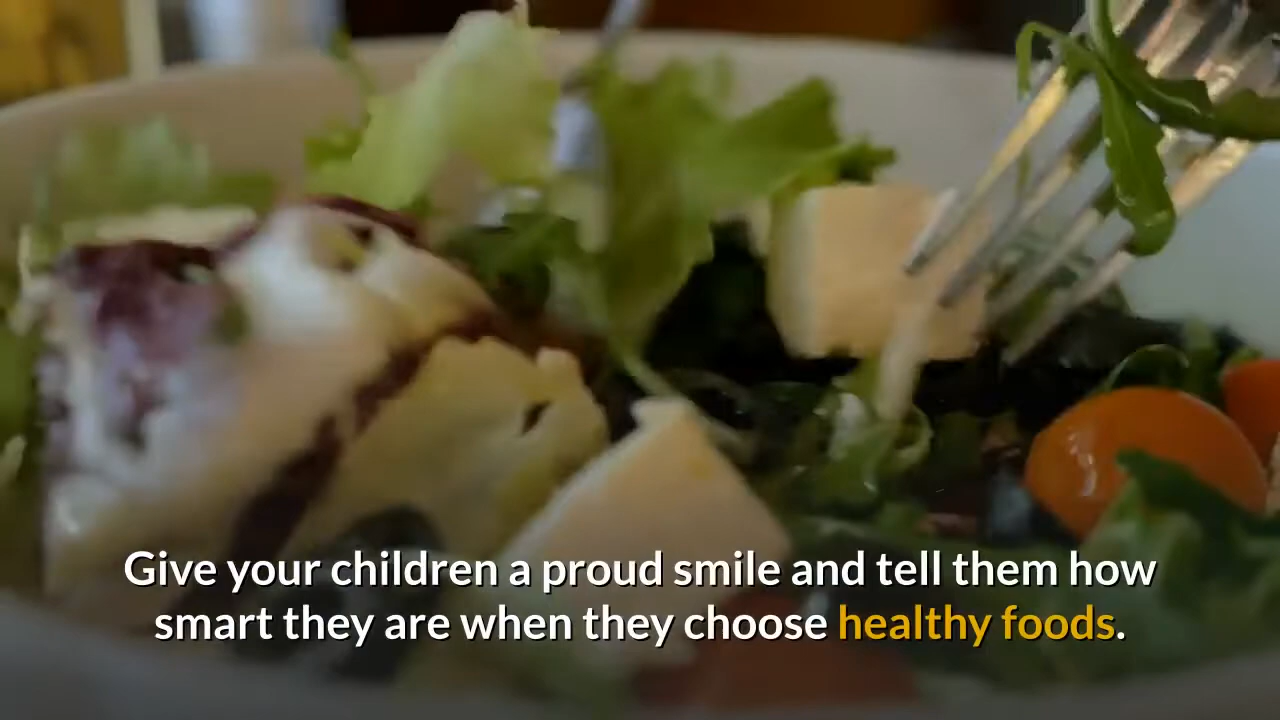 Give your children a proud smile and tell them how
smart they are when they choose healthy foods.